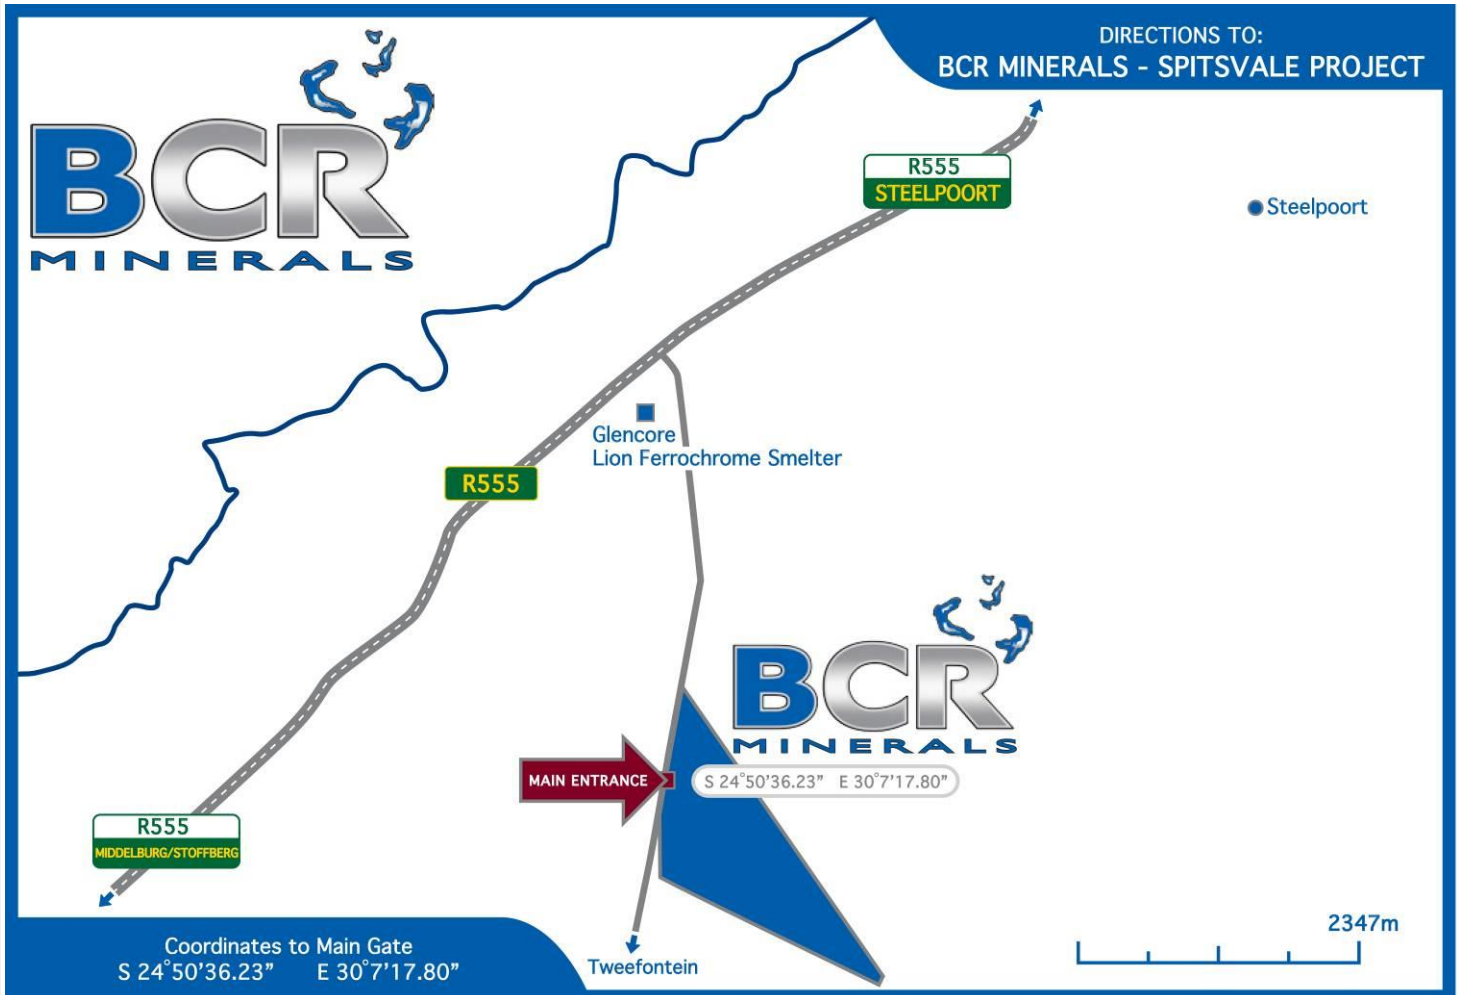 BCR
MINERALS
DIRECTIONS TO:
BCR MINERALS - SPITSVALE PROJECT
R555
STEELPOORT
Steelpoort
Glencore
Lion Ferrochrome Smelter
R555
BCR
MINERALS
MAIN ENTRANCE
S 24°50'36.23" E 30°7'17.80"
R555
MIDDELBURG/STOFFBERG
Coordinates to Main Gate
S 24°50'36.23" E 30°7'17.80"
Tweefontein
2347m